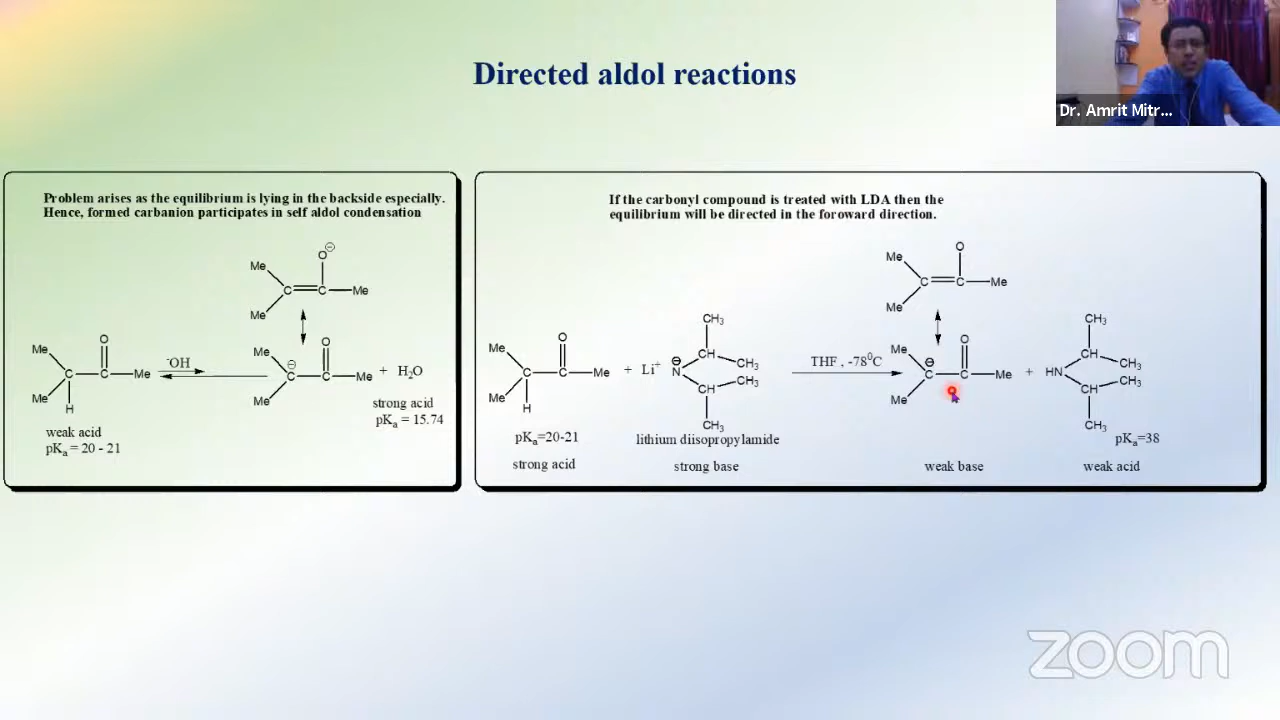 Directed aldol reactions
Dr. Amrit Mitr...
Problem arises as the equilibrium is lying in the backside especially.
Hence, formed carbanion participates in self aldol condensation
Me
O
⊖
Me
Me
Me
O
Me
Me
H
-OH
Me
⊖
O
Me
Me
+ H2O
strong acid
pKa = 15.74
weak acid
pKa = 20 - 21
If the carbonyl compound is treated with LDA then the
equilibrium will be directed in the foroward direction.
Me
O
Me
Me
Me
O
Me
Me
H
+ Li+
⊖
N
CH3
CH
CH3
CH
CH3
CH3
THF , -78⁰C
Me
⊖
O
Me
Me
+
HN
CH3
CH
CH3
CH
CH3
CH3
pKa=20-21
lithium diisopropylamide
pKa=38
strong acid
strong base
weak base
weak acid
zoom